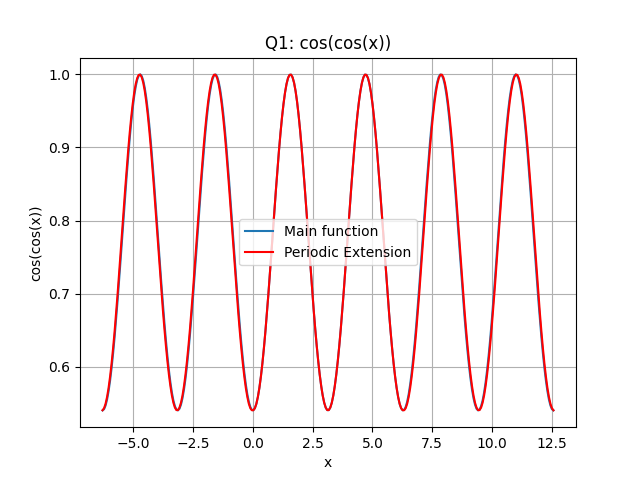 Q1: cos(cos(x))
cos(cos(x))
1.0
0.9
0.8
0.7
0.6
Main function
Periodic Extension
−5.0 −2.5 0.0 2.5 5.0 7.5 10.0 12.5
x